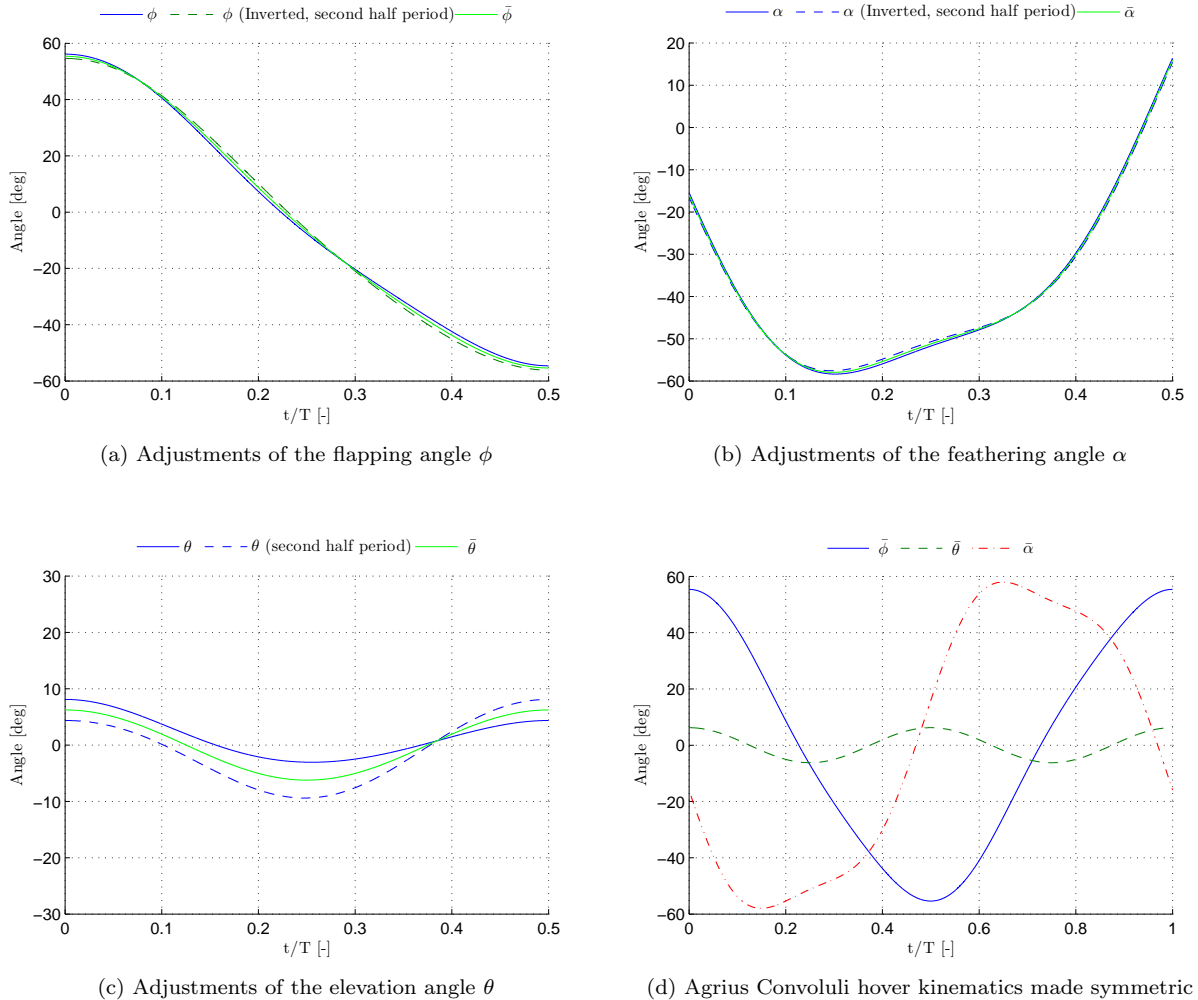 ϕ ϕ (Inverted, second half period) ϕ̄
60
40
20
0
−20
−40
−60
Angle [deg]
0 0.1 0.2 0.3 0.4 0.5
t/T [-]
(a) Adjustments of the flapping angle ϕ
α α (Inverted, second half period) ᾱ
20
10
0
−10
−20
−30
−40
−50
−60
Angle [deg]
0 0.1 0.2 0.3 0.4 0.5
t/T [-]
(b) Adjustments of the feathering angle α
θ θ (second half period) θ̄
30
20
10
0
−10
−20
−30
Angle [deg]
0 0.1 0.2 0.3 0.4 0.5
t/T [-]
(c) Adjustments of the elevation angle θ
ϕ̄ θ̄ ᾱ
60
40
20
0
−20
−40
−60
Angle [deg]
0 0.2 0.4 0.6 0.8 1
t/T [-]
(d) Agrius Convoluli hover kinematics made symmetric